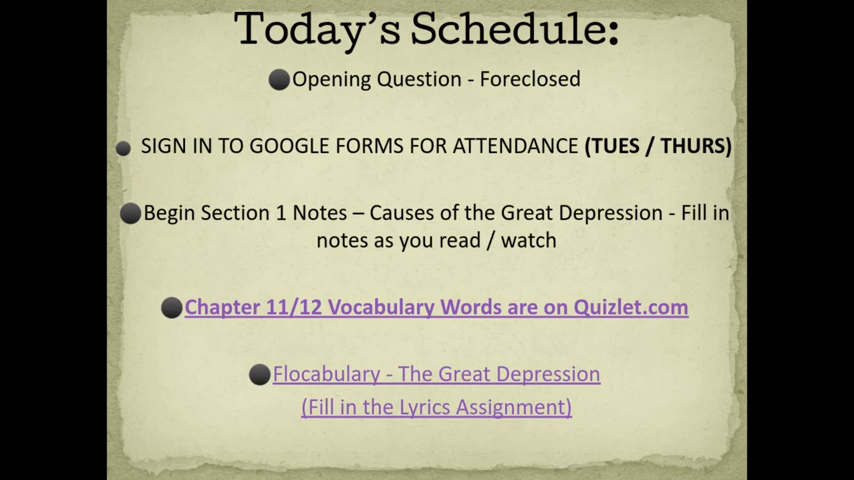 Today's Schedule:
Opening Question - Foreclosed
SIGN IN TO GOOGLE FORMS FOR ATTENDANCE (TUES / THURS)
Begin Section 1 Notes – Causes of the Great Depression - Fill in
notes as you read / watch
Chapter 11/12 Vocabulary Words are on Quizlet.com
Flocabulary - The Great Depression
(Fill in the Lyrics Assignment)